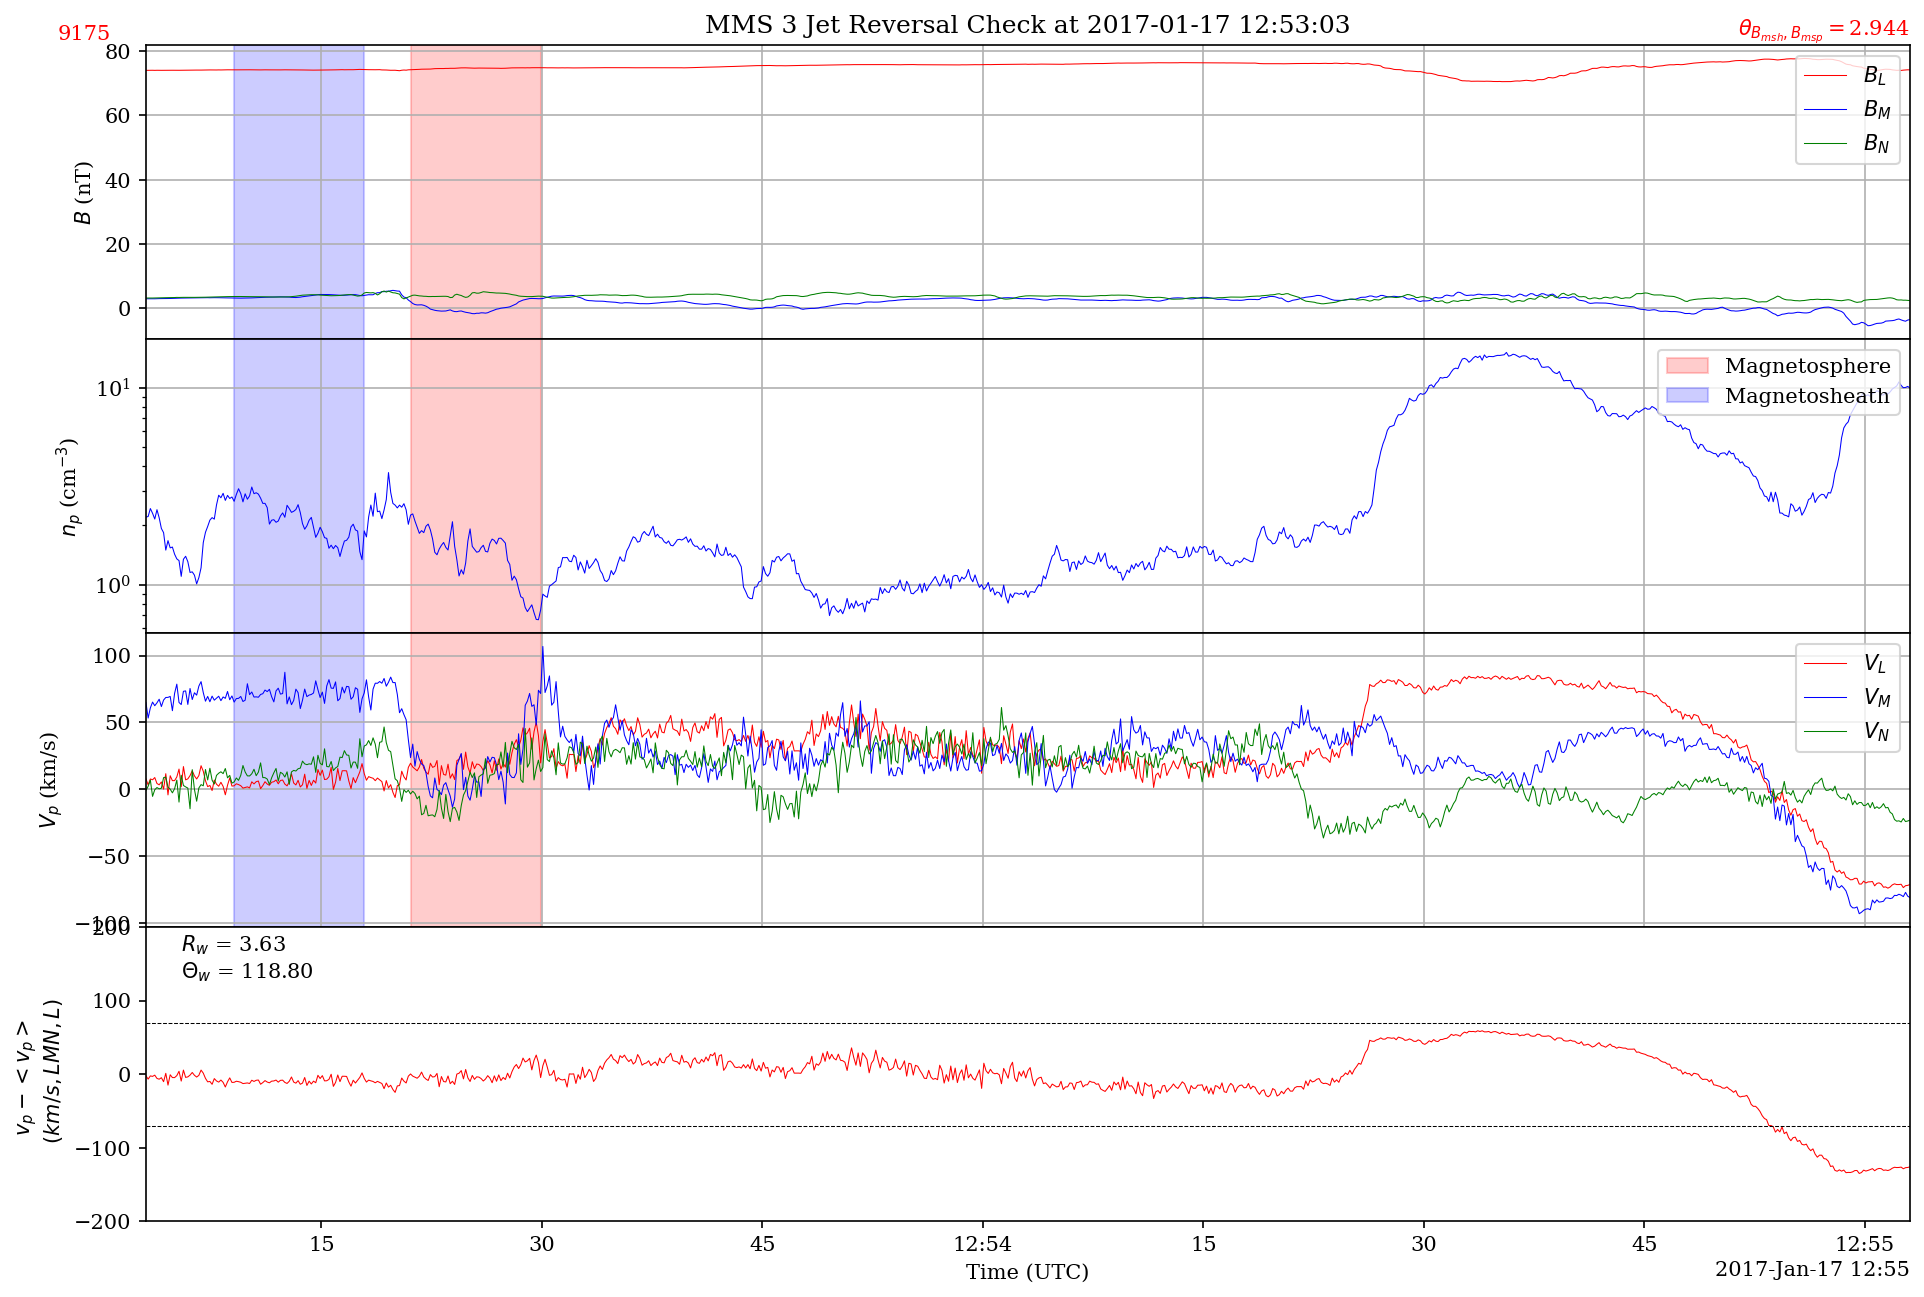 MMS 3 Jet Reversal Check at 2017-01-17 12:53:03
9175
θ_{B_{msh}, B_{msp}} = 2.944
80
60
40
20
0
B (nT)
B_L
B_M
B_N
10^1
10^0
n_p (cm^{-3})
Magnetosphere
Magnetosheath
100
50
0
−50
−100
V_p (km/s)
V_L
V_M
V_N
200
100
0
−100
−200
v_p − < v_p >
(km/s, LMN, L)
R_w = 3.63
Θ_w = 118.80
15 30 45 12:54 15 30 45 12:55
Time (UTC)
2017-Jan-17 12:55